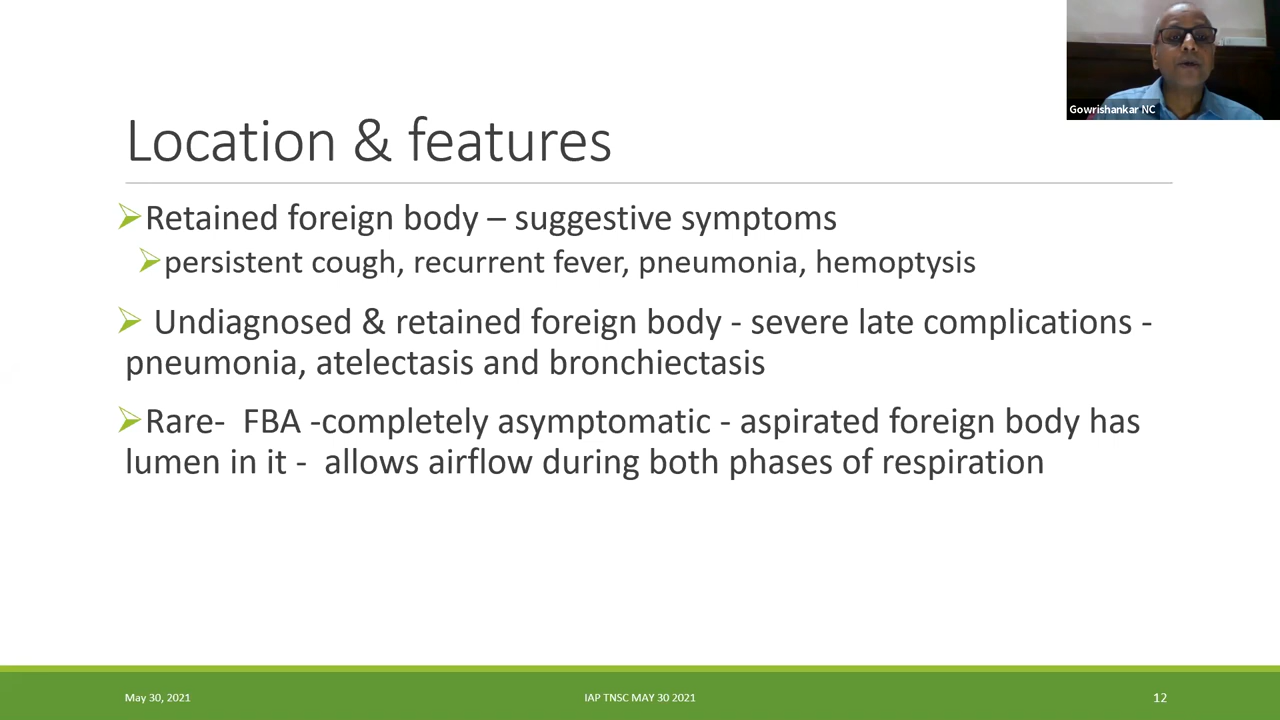 Gowrishankar NC
Location & features
Retained foreign body – suggestive symptoms
persistent cough, recurrent fever, pneumonia, hemoptysis
Undiagnosed & retained foreign body - severe late complications -
pneumonia, atelectasis and bronchiectasis
Rare- FBA -completely asymptomatic - aspirated foreign body has
lumen in it - allows airflow during both phases of respiration
May 30, 2021
IAP TNSC MAY 30 2021
12